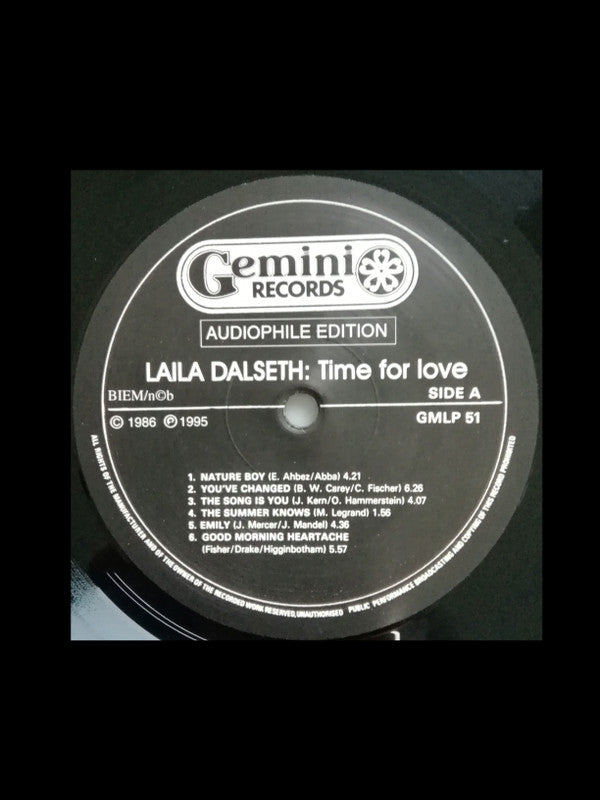 Gemini
RECORDS
AUDIOPHILE EDITION
LAILA DALSETH: Time for love
BIEM/n©b
SIDE A
© 1986 ℗ 1995
GMLP 51
1. NATURE BOY (E. Ahbez/Abba) 4.21
2. YOU'VE CHANGED (B. W. Carey/C. Fischer) 6.26
3. THE SONG IS YOU (J. Kern/O. Hammerstein) 4.07
4. THE SUMMER KNOWS (M. Legrand) 1.56
5. EMILY (J. Mercer/J. Mandel) 4.36
6. GOOD MORNING HEARTACHE
(Fisher/Drake/Higginbotham) 5.57
ALL RIGHTS OF THE MANUFACTURER AND OF THE OWNER OF THE RECORDED WORK RESERVED, UNAUTHORISED PUBLIC PERFORMANCE BROADCASTING AND COPYING OF THIS RECORD PROHIBITED